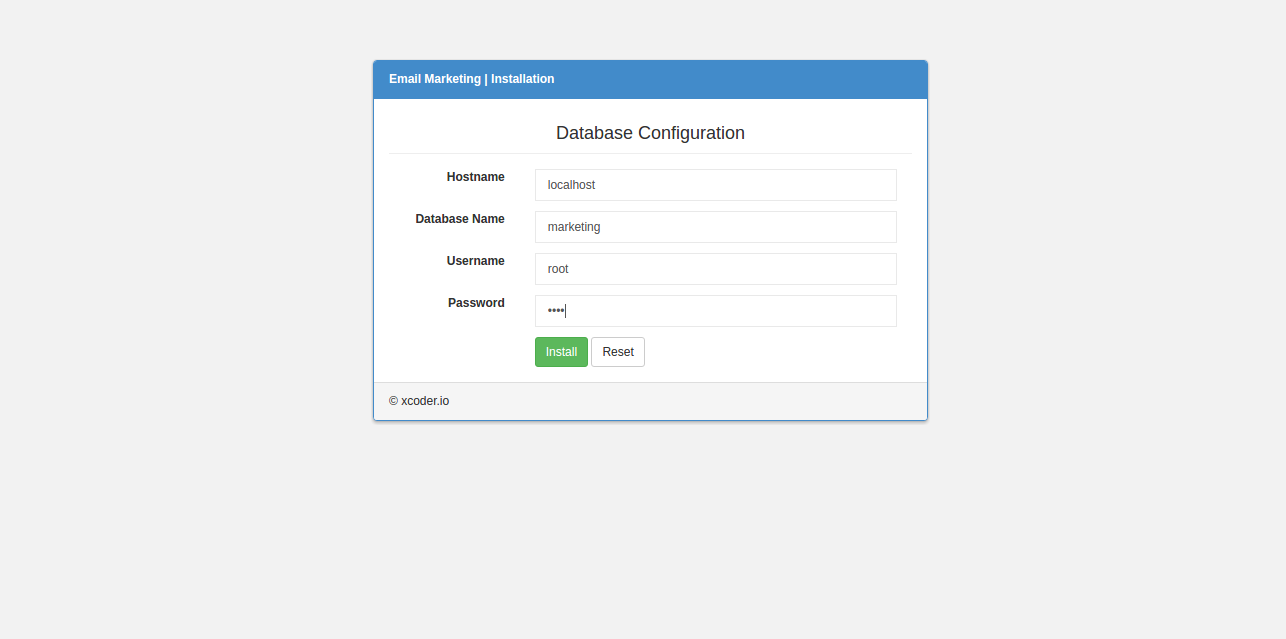 Email Marketing | Installation
Database Configuration
Hostname
localhost
Database Name
marketing
Username
root
Password
••••
Install Reset
© xcoder.io